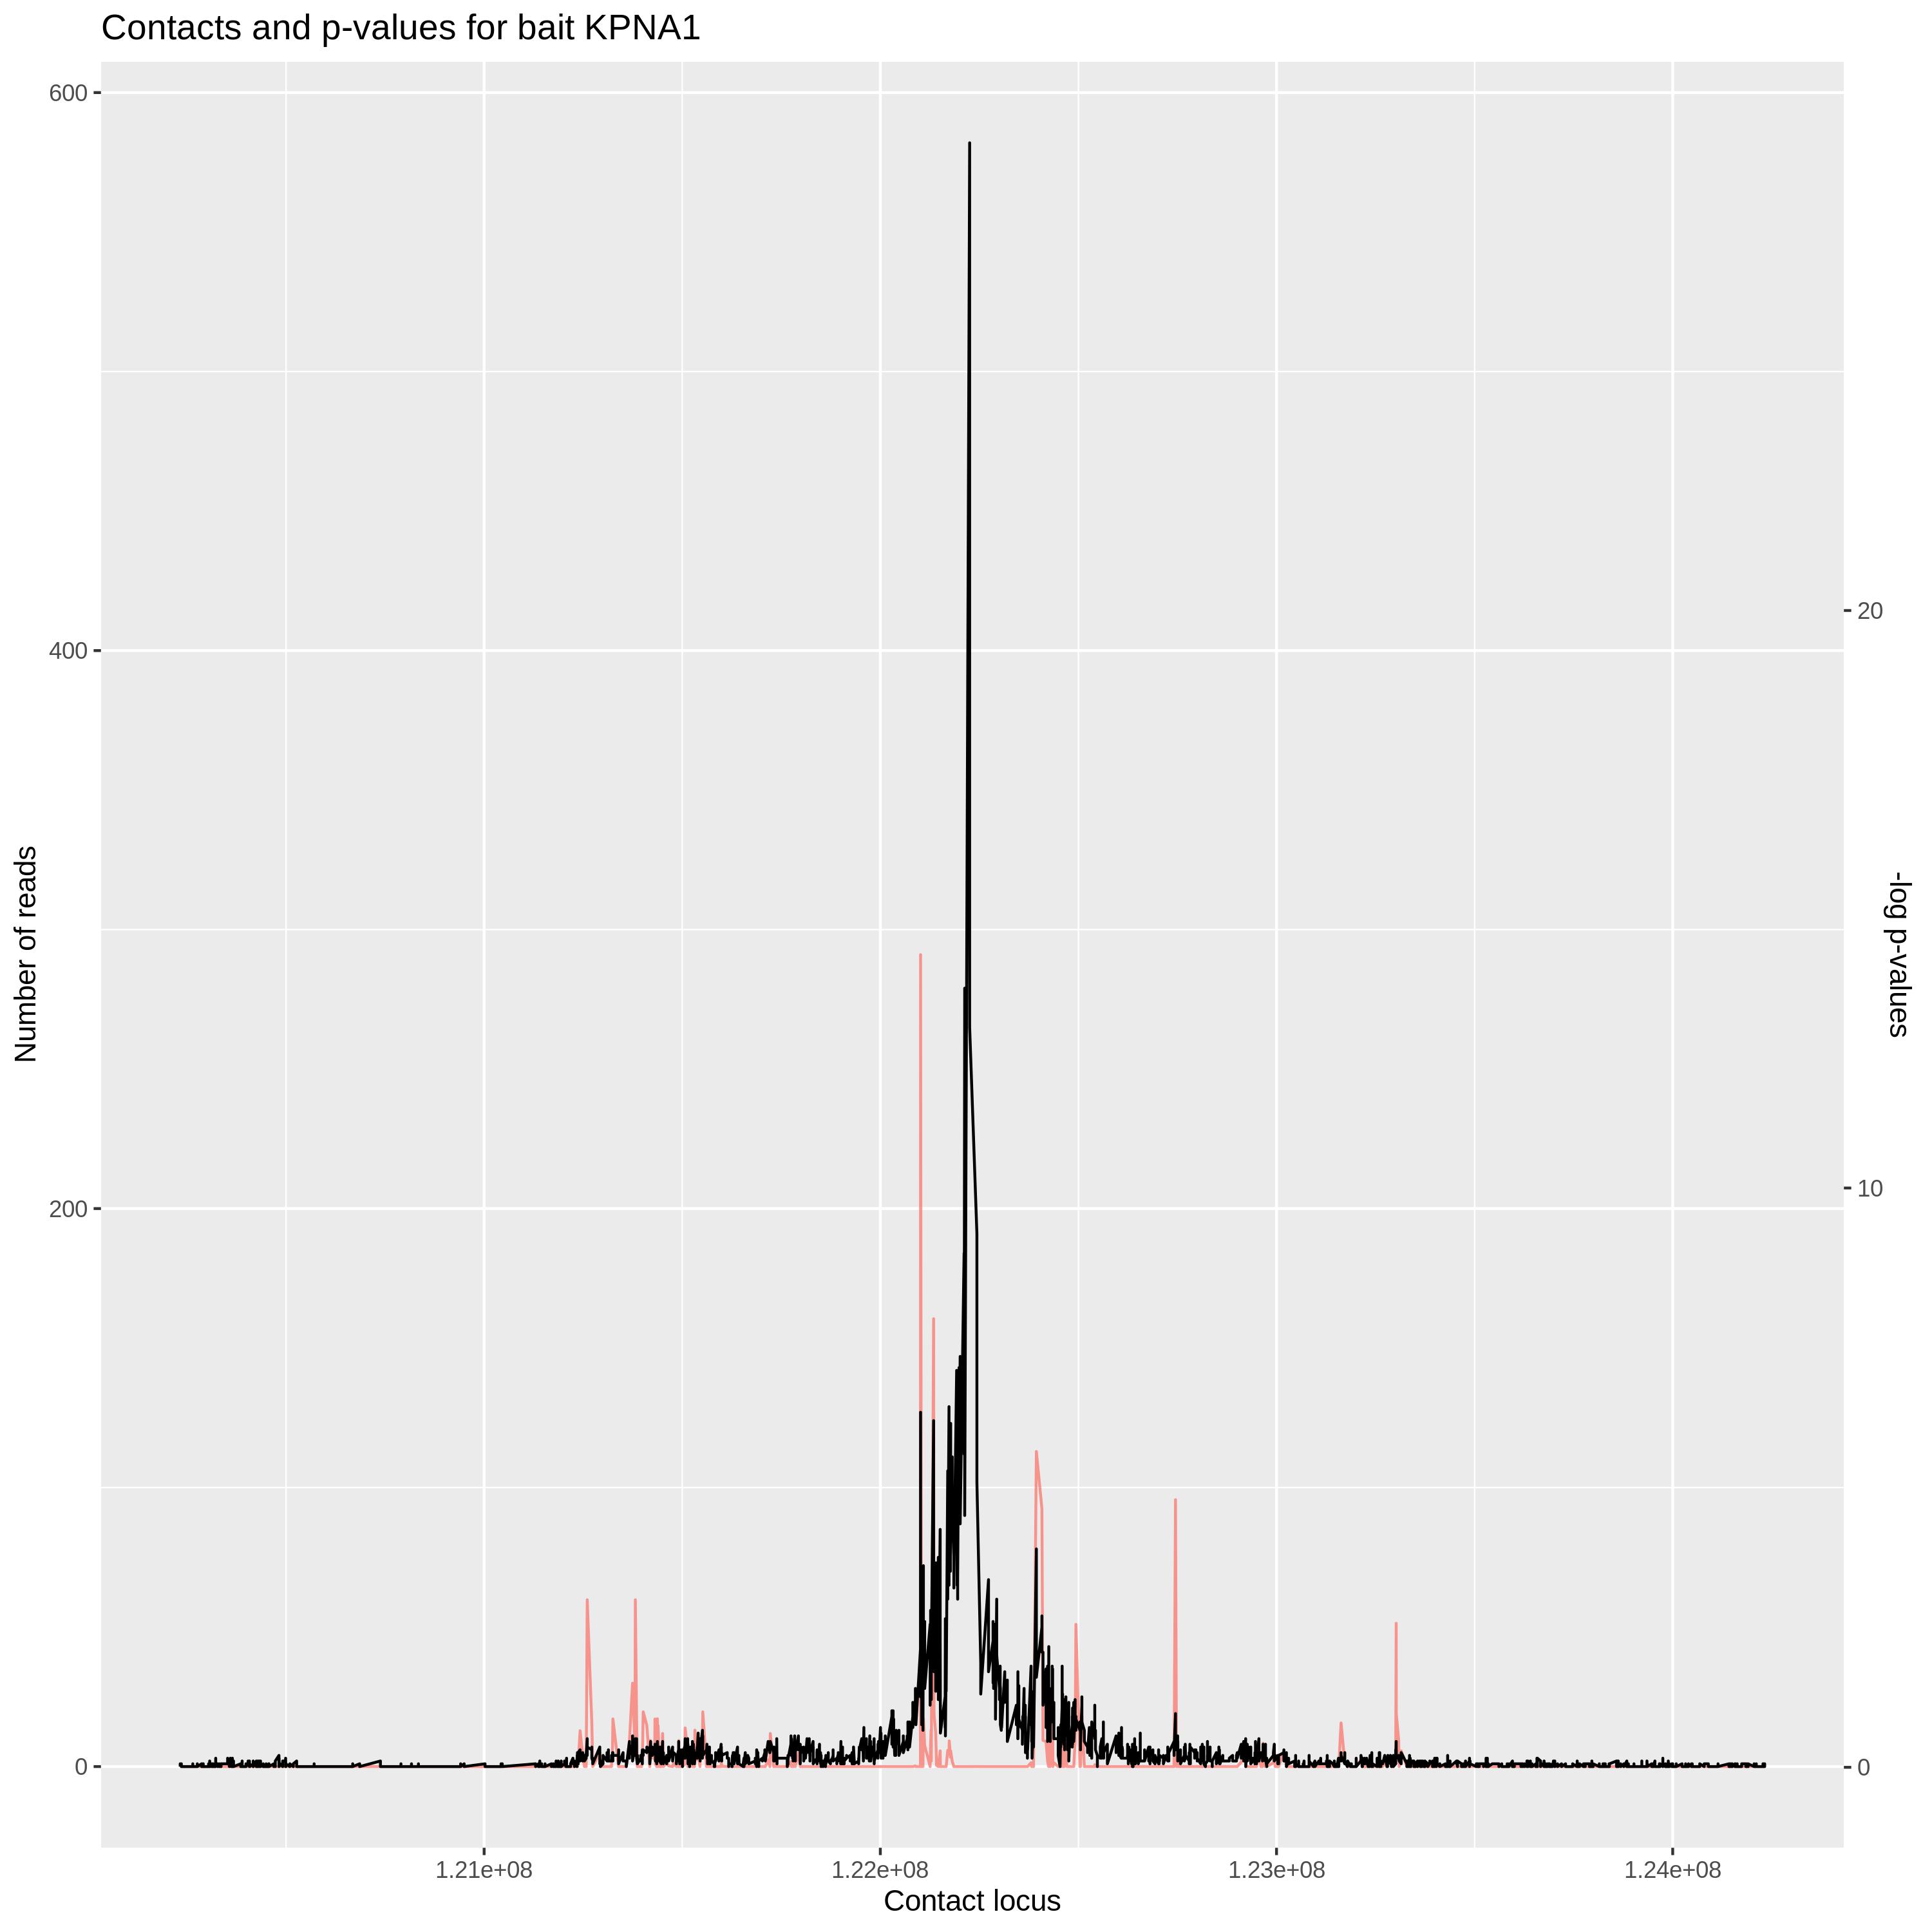 Contacts and p-values for bait KPNA1
600
400
200
0
Number of reads
20
10
0
-log p-values
1.21e+08
1.22e+08
1.23e+08
1.24e+08
Contact locus